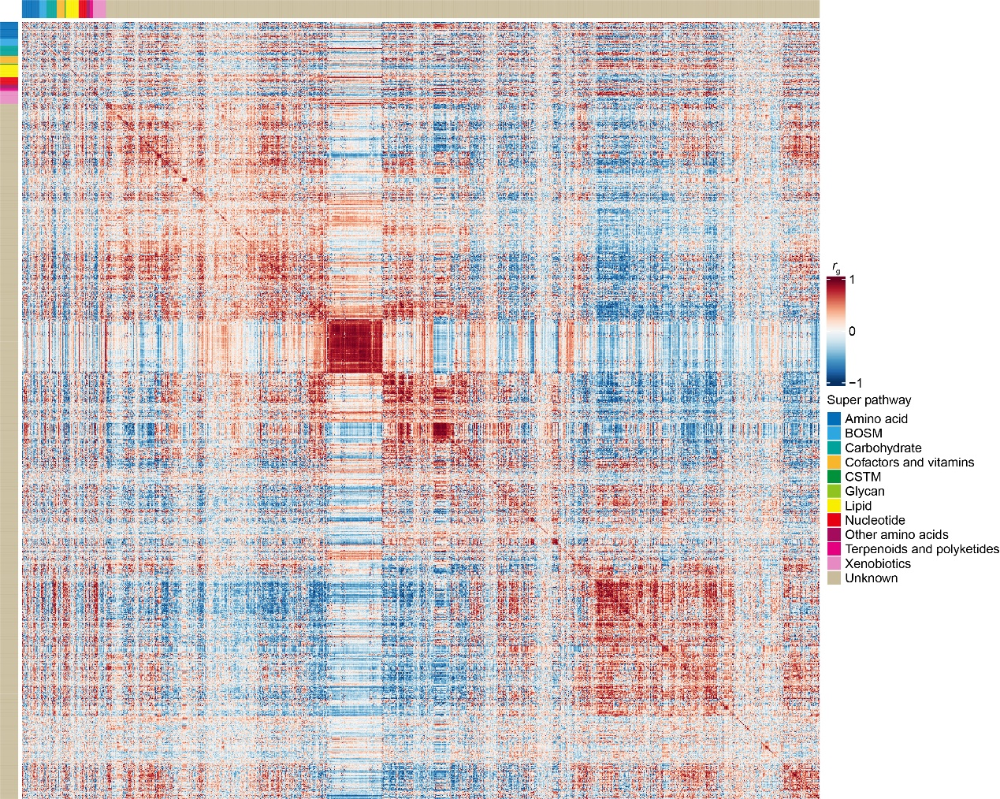 rg
1
0
−1
Super pathway
Amino acid
BOSM
Carbohydrate
Cofactors and vitamins
CSTM
Glycan
Lipid
Nucleotide
Other amino acids
Terpenoids and polyketides
Xenobiotics
Unknown